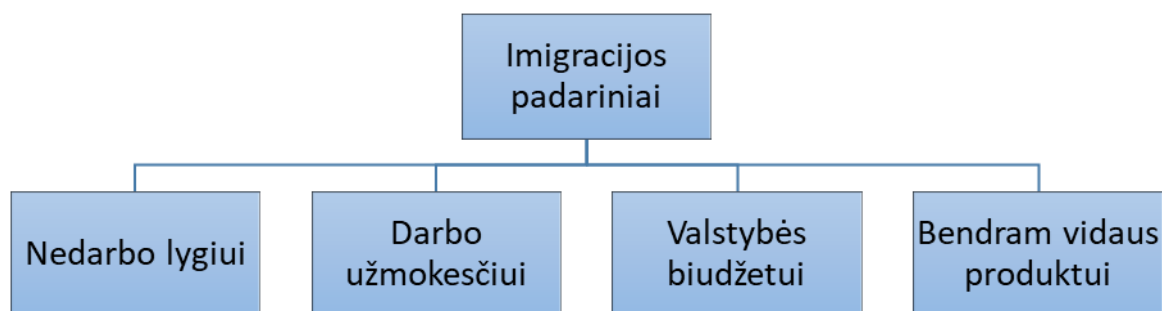 Imigracijos
padariniai
Nedarbo lygiui
Darbo
užmokesčiui
Valstybės
biudžetui
Bendram vidaus
produktui